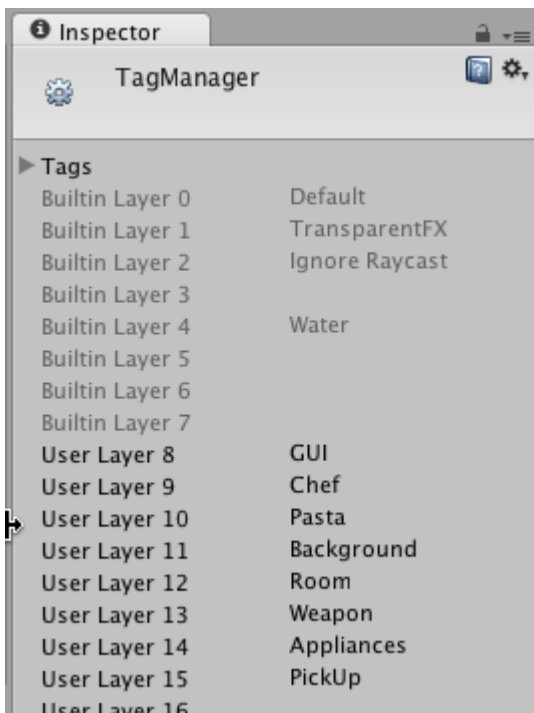 Inspector
TagManager
Tags
Builtin Layer 0 Default
Builtin Layer 1 TransparentFX
Builtin Layer 2 Ignore Raycast
Builtin Layer 3
Builtin Layer 4 Water
Builtin Layer 5
Builtin Layer 6
Builtin Layer 7
User Layer 8 GUI
User Layer 9 Chef
User Layer 10 Pasta
User Layer 11 Background
User Layer 12 Room
User Layer 13 Weapon
User Layer 14 Appliances
User Layer 15 PickUp
User Layer 16